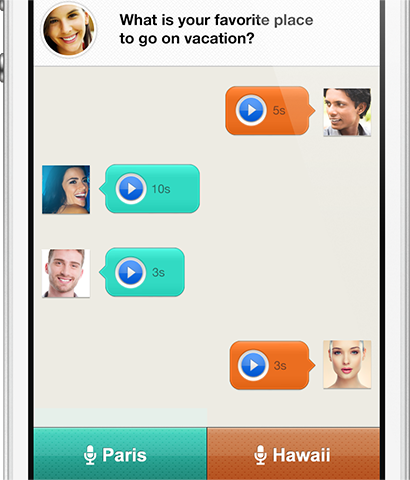 What is your favorite place
to go on vacation?
5s
10s
3s
3s
Paris
Hawaii